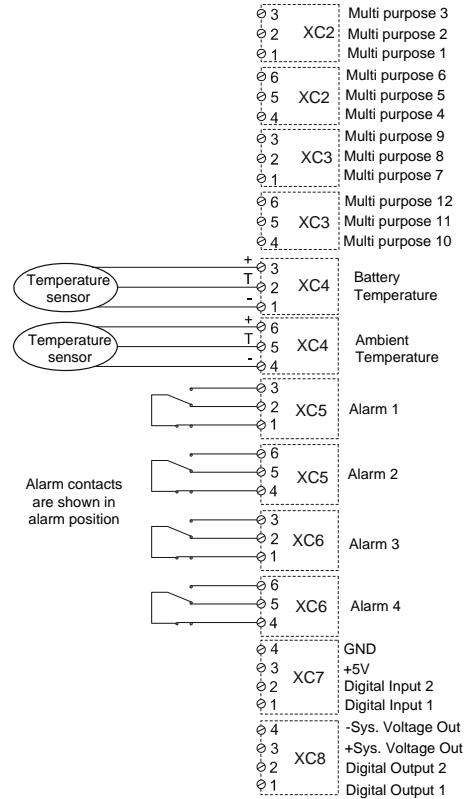 3 Multi purpose 3
2 XC2 Multi purpose 2
1 Multi purpose 1
6 Multi purpose 6
5 XC2 Multi purpose 5
4 Multi purpose 4
3 Multi purpose 9
2 XC3 Multi purpose 8
1 Multi purpose 7
6 Multi purpose 12
5 XC3 Multi purpose 11
4 Multi purpose 10
Temperature
sensor
+ 3
T 2
- 1
XC4
Battery
Temperature
Temperature
sensor
+ 6
T 5
- 4
XC4
Ambient
Temperature
3
2 XC5 Alarm 1
1
6
5 XC5 Alarm 2
4
Alarm contacts
are shown in
alarm position
3
2 XC6 Alarm 3
1
6
5 XC6 Alarm 4
4
4 GND
3 +5V
XC7
2 Digital Input 2
1 Digital Input 1
4 -Sys. Voltage Out
3 +Sys. Voltage Out
XC8
2 Digital Output 2
1 Digital Output 1